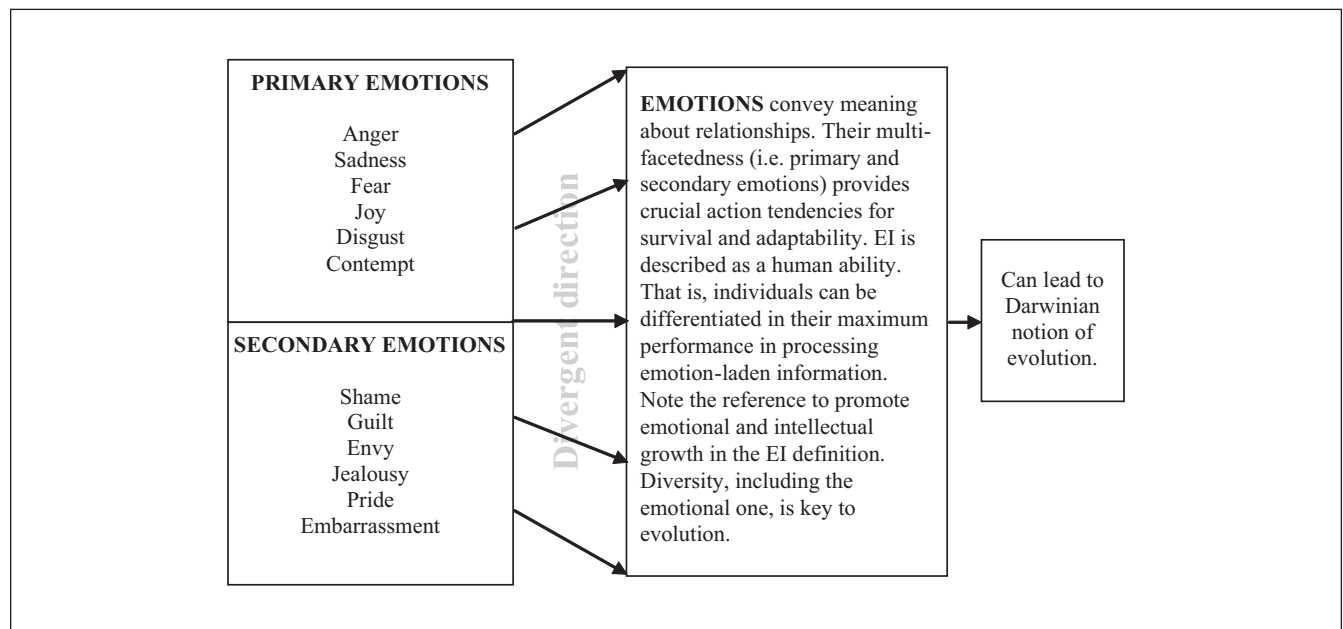 PRIMARY EMOTIONS
Anger
Sadness
Fear
Joy
Disgust
Contempt
SECONDARY EMOTIONS
Shame
Guilt
Envy
Jealousy
Pride
Embarrassment
Divergent direction
EMOTIONS convey meaning
about relationships. Their multi-
facetedness (i.e. primary and
secondary emotions) provides
crucial action tendencies for
survival and adaptability. EI is
described as a human ability.
That is, individuals can be
differentiated in their maximum
performance in processing
emotion-laden information.
Note the reference to promote
emotional and intellectual
growth in the EI definition.
Diversity, including the
emotional one, is key to
evolution.
Can lead to
Darwinian
notion of
evolution.